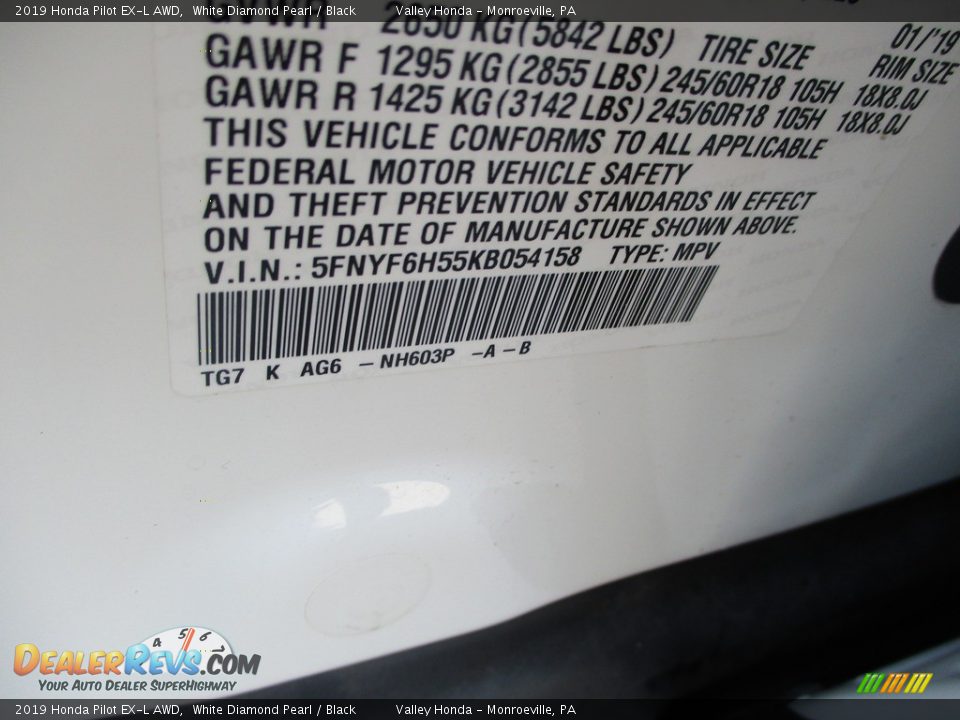 2019 Honda Pilot EX-L AWD, White Diamond Pearl / Black Valley Honda - Monroeville, PA
GVWR 2650 KG (5842 LBS) 01/'19
TIRE SIZE RIM SIZE
GAWR F 1295 KG (2855 LBS) 245/60R18 105H 18X8.0J
GAWR R 1425 KG (3142 LBS) 245/60R18 105H 18X8.0J
THIS VEHICLE CONFORMS TO ALL APPLICABLE
FEDERAL MOTOR VEHICLE SAFETY
AND THEFT PREVENTION STANDARDS IN EFFECT
ON THE DATE OF MANUFACTURE SHOWN ABOVE.
V.I.N.: 5FNYF6H55KB054158 TYPE: MPV
TG7 K AG6 - NH603P - A - B
4 5 6
DEALERREVS.COM
YOUR AUTO DEALER SUPERHIGHWAY
2019 Honda Pilot EX-L AWD, White Diamond Pearl / Black Valley Honda - Monroeville, PA